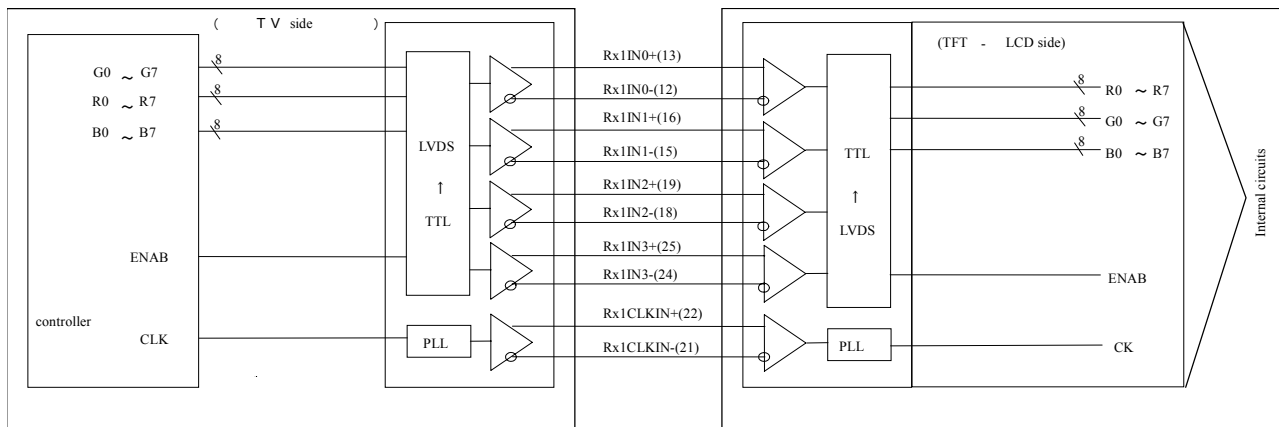 ( TV side )
controller
G0 ~ G7
R0 ~ R7
B0 ~ B7
ENAB
CLK
8
8
8
LVDS
↑
TTL
PLL
Rx1IN0+(13)
Rx1IN0-(12)
Rx1IN1+(16)
Rx1IN1-(15)
Rx1IN2+(19)
Rx1IN2-(18)
Rx1IN3+(25)
Rx1IN3-(24)
Rx1CLKIN+(22)
Rx1CLKIN-(21)
TTL
↑
LVDS
PLL
(TFT - LCD side)
8
8
8
R0 ~ R7
G0 ~ G7
B0 ~ B7
ENAB
CK
Internal circuits